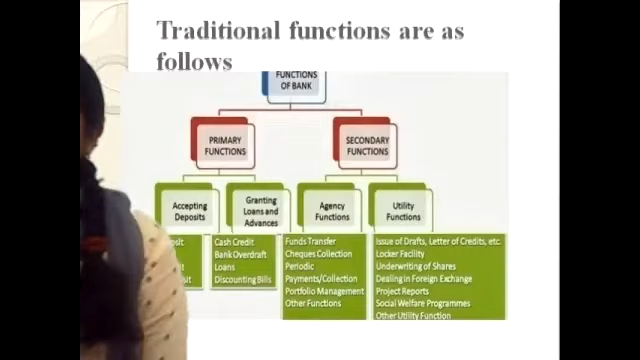 Traditional functions are as
follows
FUNCTIONS
OF BANK
PRIMARY
FUNCTIONS
SECONDARY
FUNCTIONS
Accepting
Deposits
Granting
Loans and
Advances
Agency
Functions
Utility
Functions
Cash Credit
Bank Overdraft
Loans
Discounting Bills
Funds Transfer
Cheques Collection
Periodic
Payments/Collection
Portfolio Management
Other Functions
Issue of Drafts, Letter of Credits, etc.
Locker Facility
Underwriting of Shares
Dealing in Foreign Exchange
Project Reports
Social Welfare Programmes
Other Utility Function